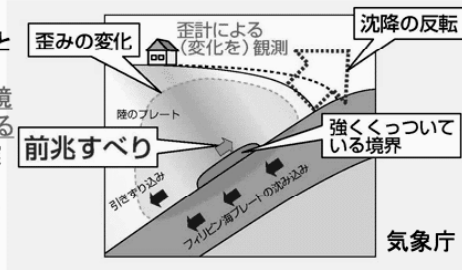 と
歪みの変化
歪計による
(変化を)観測
沈降の反転
境
る
陸のプレート
前兆すべり
強くくっついて
いる境界
引きずり込み
フィリピン海プレートの沈み込み
気象庁